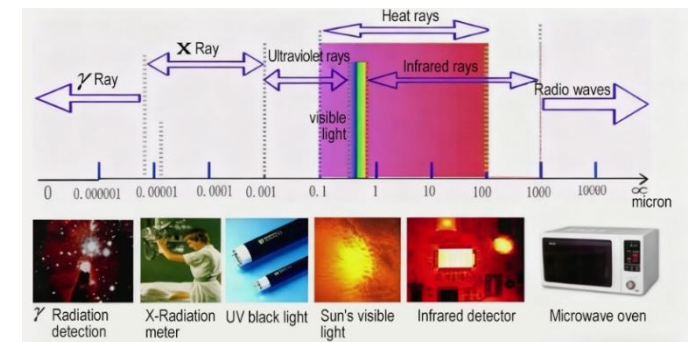 Heat rays
X Ray
Ultraviolet rays
γ Ray
Infrared rays
Radio waves
visible
light
0 0.000001 0.00001 0.0001 0.001 0.1 1 10 100 1000 10000 ∝
micron
γ Radiation
detection
X-Radiation
meter
UV black light
Sun's visible
light
Infrared detector
Microwave oven